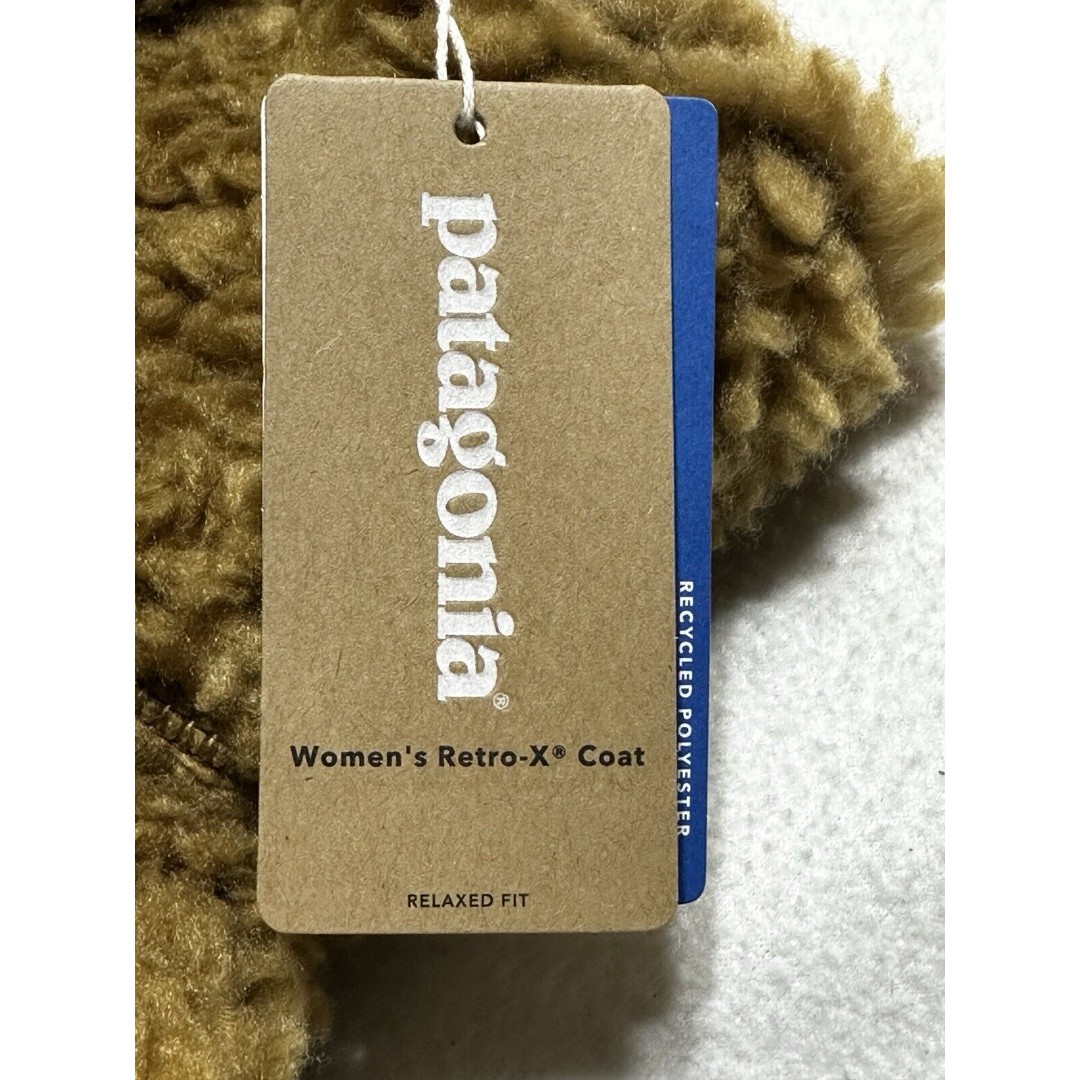 patagonia®
Women's Retro-X® Coat
RELAXED FIT
RECYCLED POLYESTER